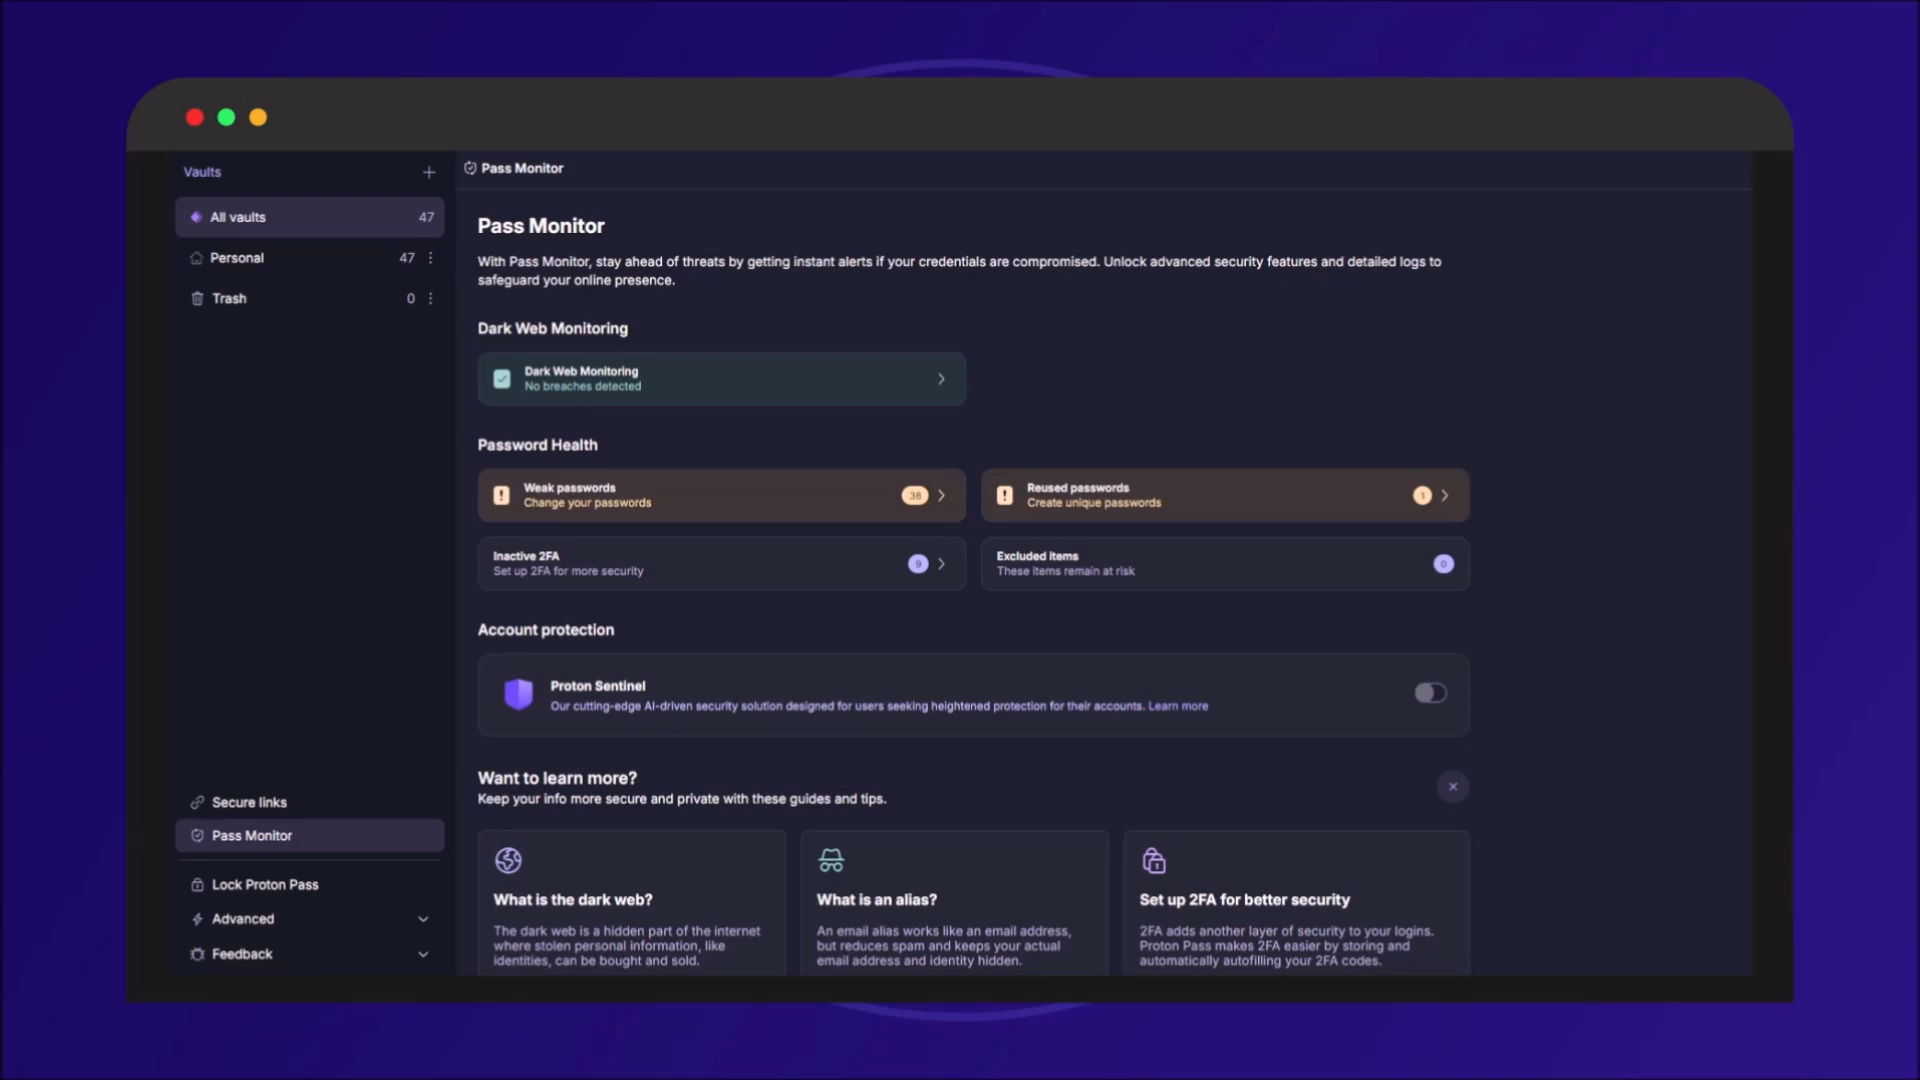 Vaults
All vaults 47
Personal 47
Trash 0
Secure links
Pass Monitor
Lock Proton Pass
Advanced
Feedback
Pass Monitor
Pass Monitor
With Pass Monitor, stay ahead of threats by getting instant alerts if your credentials are compromised. Unlock advanced security features and detailed logs to
safeguard your online presence.
Dark Web Monitoring
Dark Web Monitoring
No breaches detected
Password Health
Weak passwords
Change your passwords
38
Reused passwords
Create unique passwords
1
Inactive 2FA
Set up 2FA for more security
9
Excluded items
These items remain at risk
0
Account protection
Proton Sentinel
Our cutting-edge AI-driven security solution designed for users seeking heightened protection for their accounts. Learn more
Want to learn more?
Keep your info more secure and private with these guides and tips.
What is the dark web?
The dark web is a hidden part of the internet
where stolen personal information, like
identities, can be bought and sold.
What is an alias?
An email alias works like an email address,
but reduces spam and keeps your actual
email address and identity hidden.
Set up 2FA for better security
2FA adds another layer of security to your logins.
Proton Pass makes 2FA easier by storing and
automatically autofilling your 2FA codes.